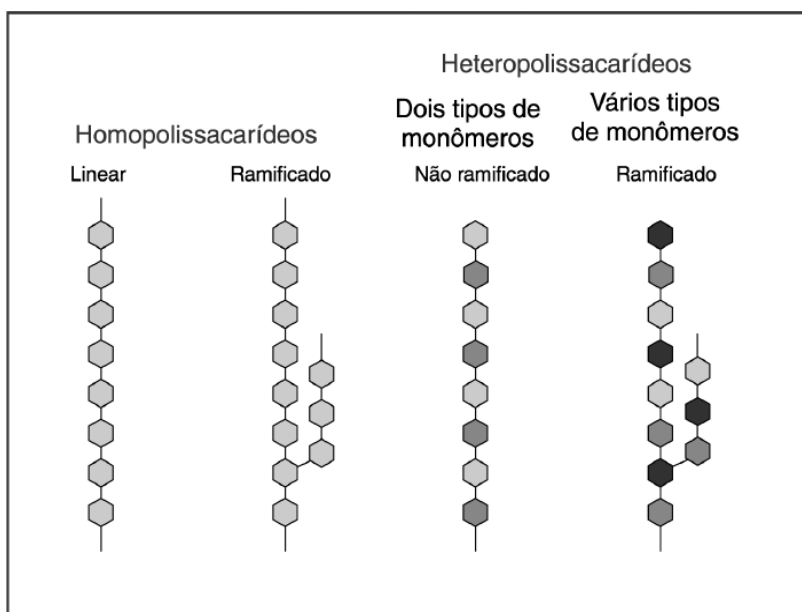 Heteropolissacarídeos
Homopolissacarídeos
Dois tipos de
monômeros
Vários tipos
de monômeros
Linear
Ramificado
Não ramificado
Ramificado